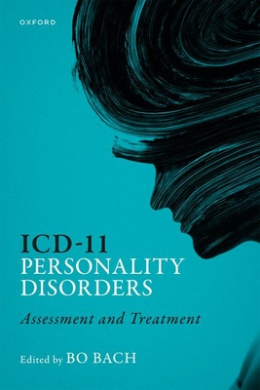 OXFORD
ICD-11
PERSONALITY
DISORDERS
Assessment and Treatment
Edited by BO BACH